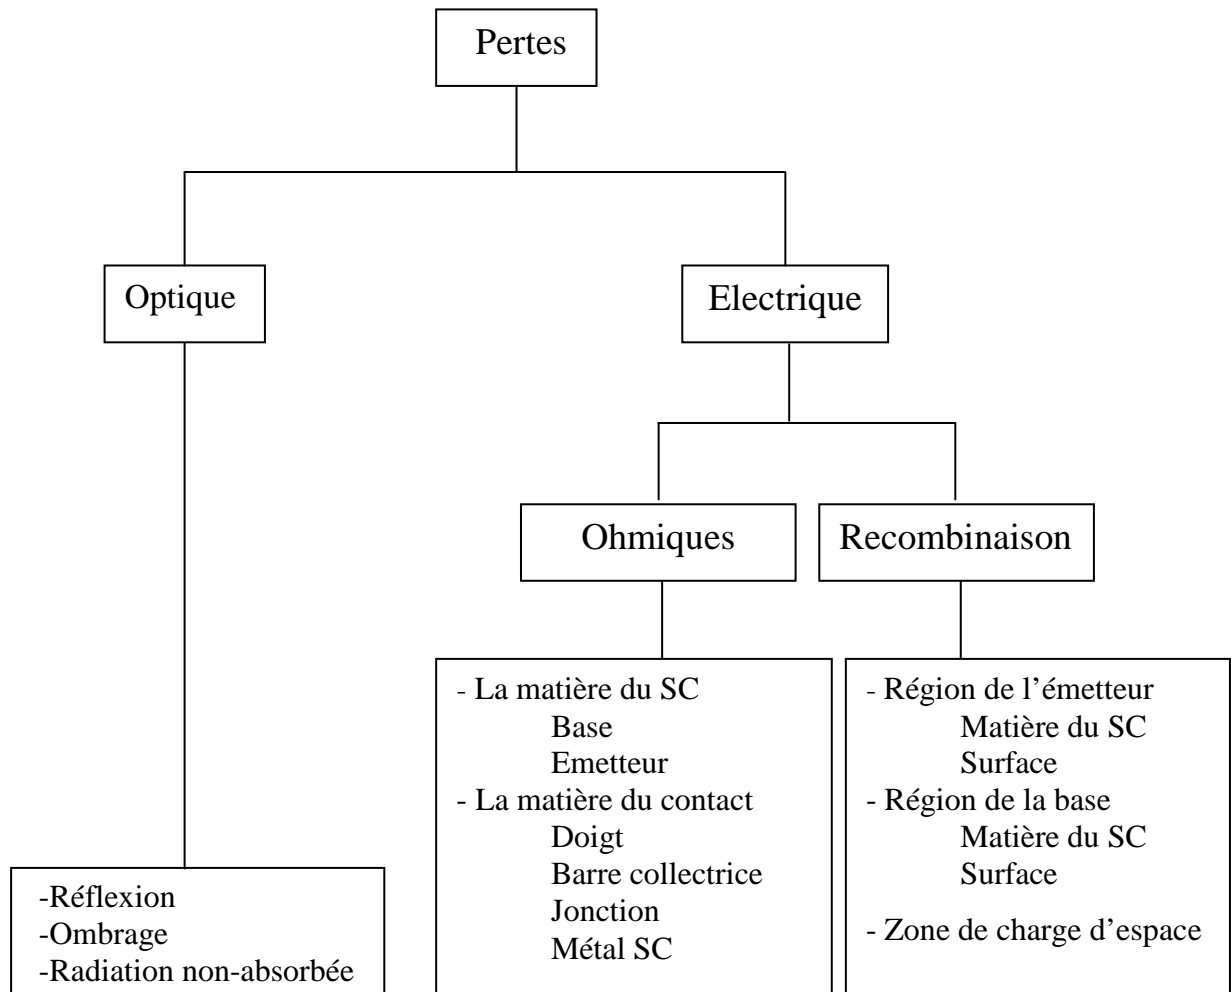 Pertes
Optique
Electrique
Ohmiques
Recombinaison
- La matière du SC
Base
Emetteur
- La matière du contact
Doigt
Barre collectrice
Jonction
Métal SC
- Région de l’émetteur
Matière du SC
Surface
- Région de la base
Matière du SC
Surface
- Zone de charge d’espace
-Réflexion
-Ombrage
-Radiation non-absorbée